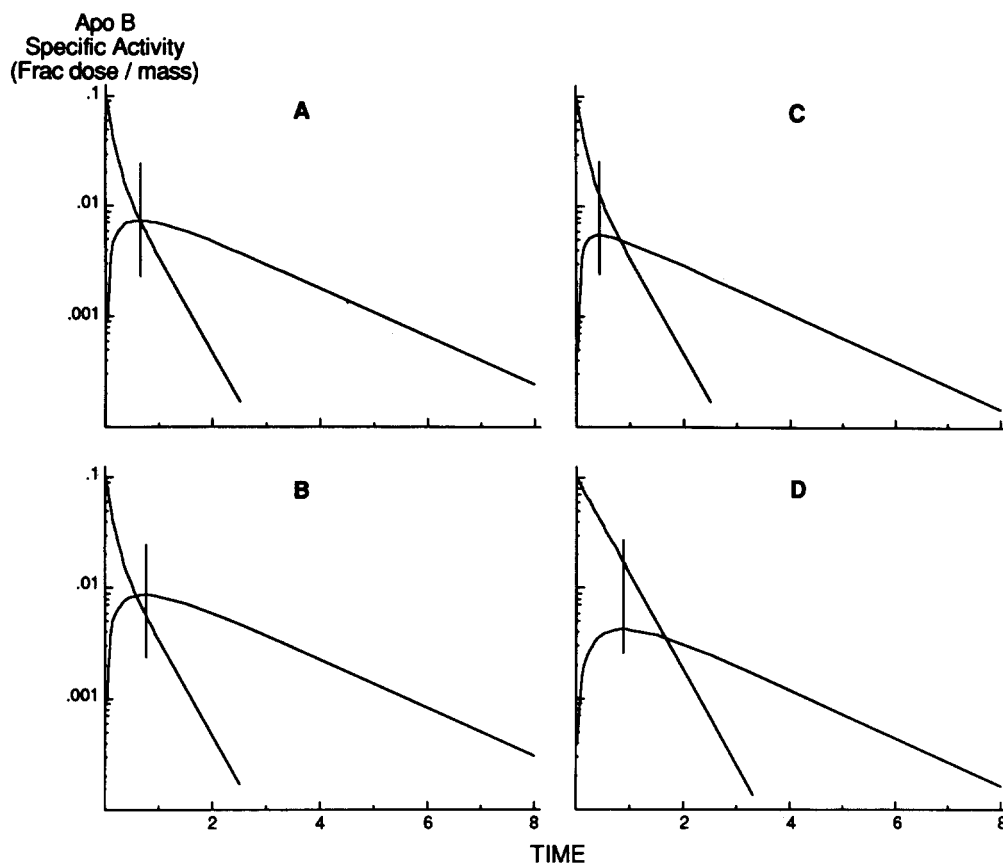 Apo B
Specific Activity
(Frac dose / mass)
A
.1
.01
.001
C
B
.1
.01
.001
2
4
6
8
D
2
4
6
8
TIME